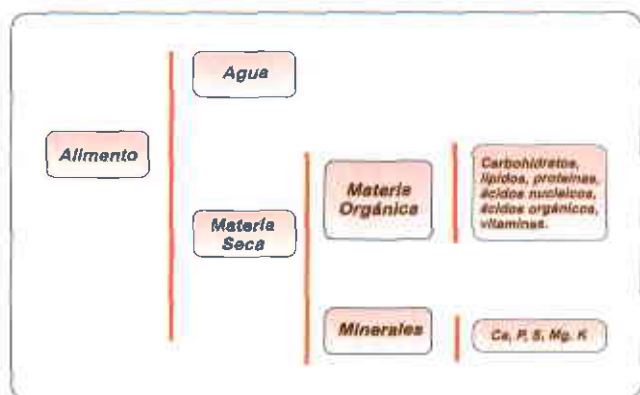 Agua
Alimento
Materia
Seca
Materia
Orgánica
Carbohidratos,
lípidos, proteínas,
ácidos nucleicos,
ácidos orgánicos,
vitaminas.
Minerales
Ca, P, S, Mg, K